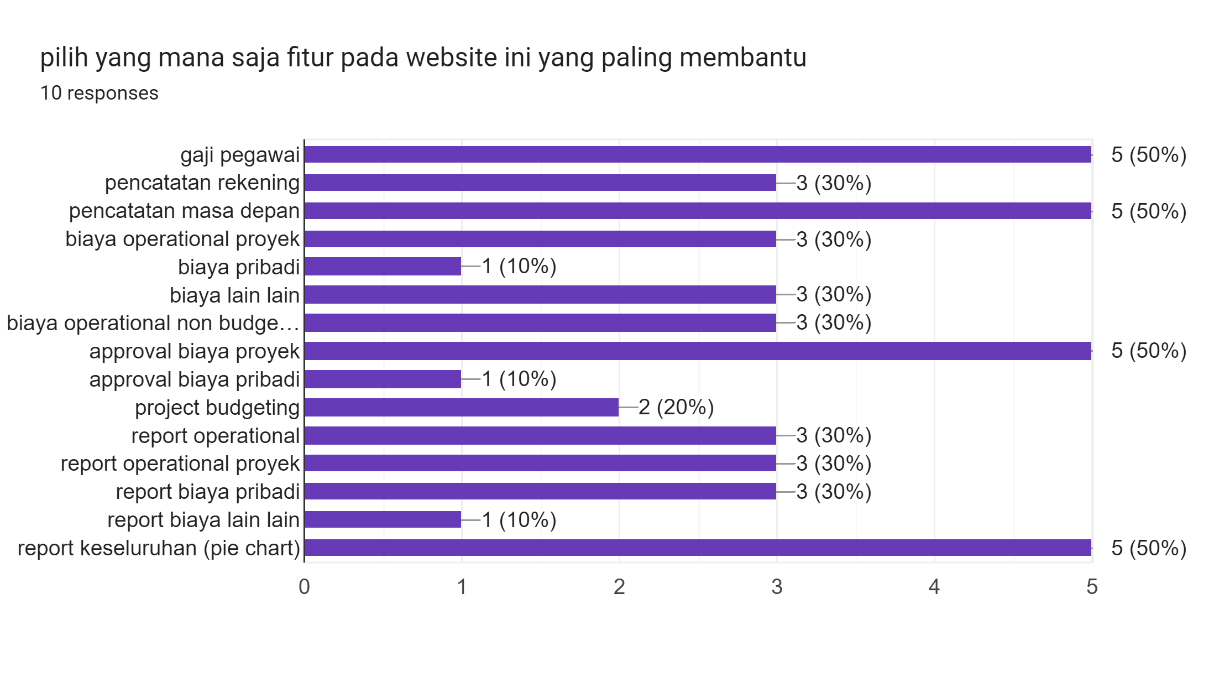 pilih yang mana saja fitur pada website ini yang paling membantu
10 responses
gaji pegawai 5 (50%)
pencatatan rekening 3 (30%)
pencatatan masa depan 5 (50%)
biaya operational proyek 3 (30%)
biaya pribadi 1 (10%)
biaya lain lain 3 (30%)
biaya operational non budge… 3 (30%)
approval biaya proyek 5 (50%)
approval biaya pribadi 1 (10%)
project budgeting 2 (20%)
report operational 3 (30%)
report operational proyek 3 (30%)
report biaya pribadi 3 (30%)
report biaya lain lain 1 (10%)
report keseluruhan (pie chart) 5 (50%)
0 1 2 3 4 5